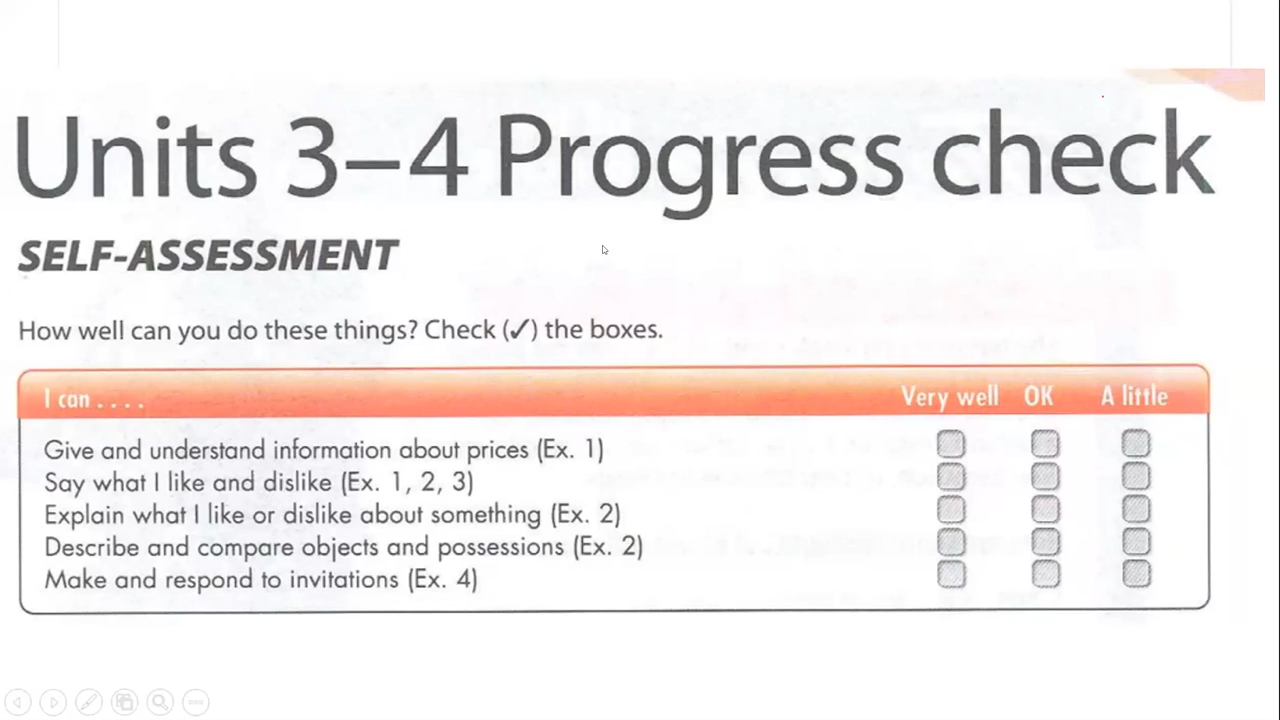 Units 3–4 Progress check
SELF-ASSESSMENT
How well can you do these things? Check (✓) the boxes.
I can . . . . Very well OK A little
Give and understand information about prices (Ex. 1)
Say what I like and dislike (Ex. 1, 2, 3)
Explain what I like or dislike about something (Ex. 2)
Describe and compare objects and possessions (Ex. 2)
Make and respond to invitations (Ex. 4)